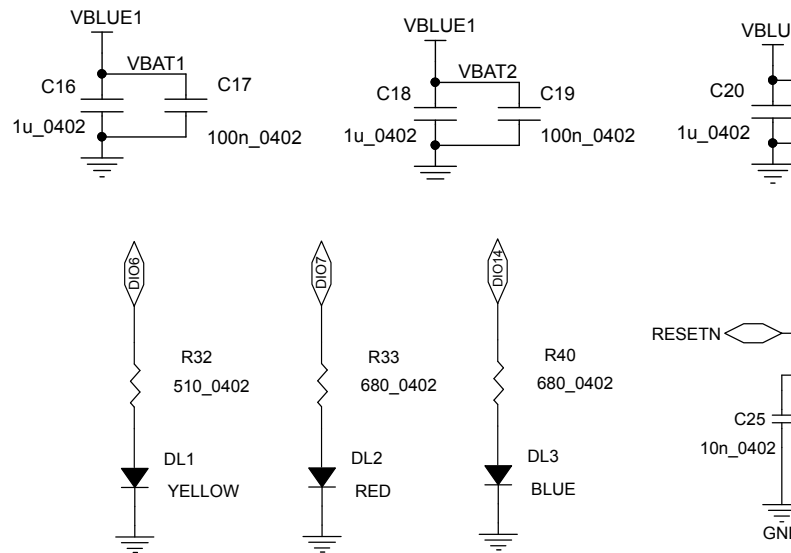 VBLUE1
VBAT1
C16
C17
1u_0402
100n_0402
VBLUE1
VBAT2
C18
C19
1u_0402
100n_0402
VBLU
C20
1u_0402
DIO6
R32
510_0402
DL1
YELLOW
DIO7
R33
680_0402
DL2
RED
DIO14
R40
680_0402
DL3
BLUE
RESETN
C25
10n_0402
GN